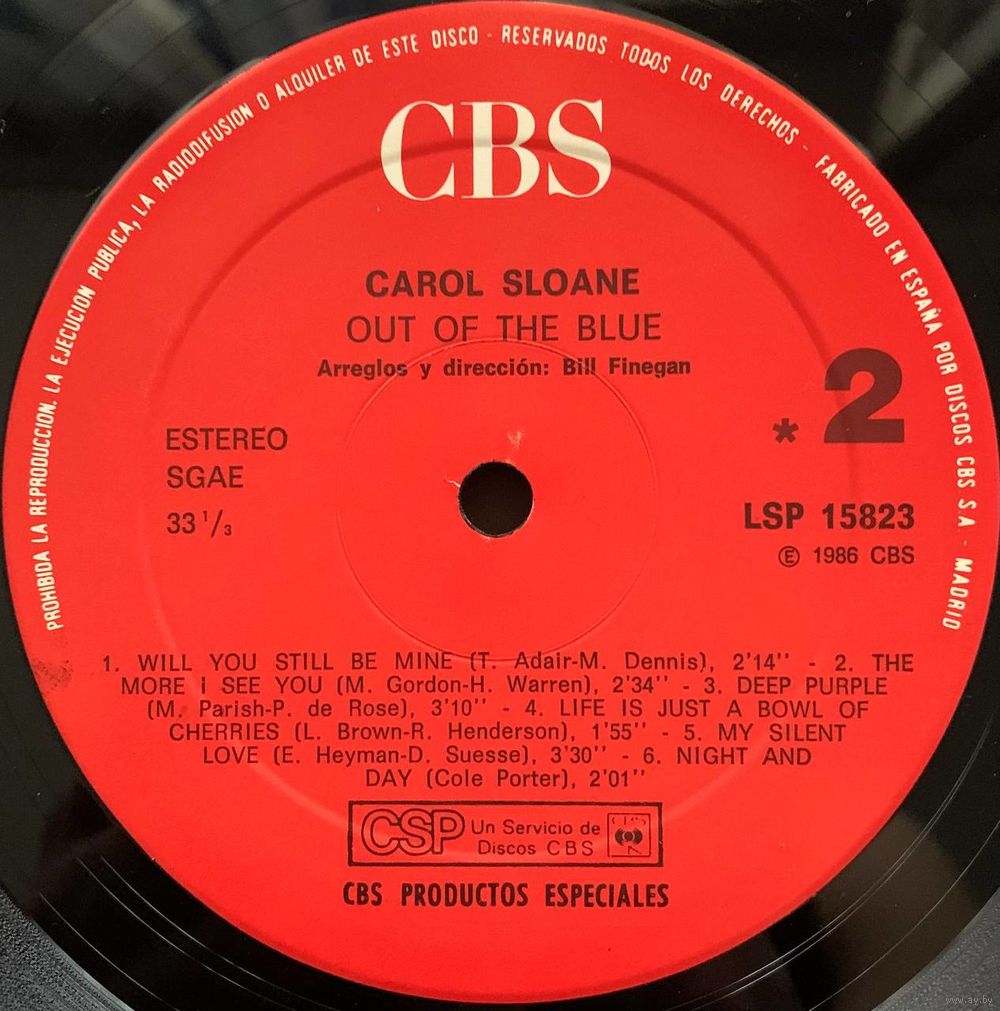 PROHIBIDA LA REPRODUCCION, LA EJECUCION PUBLICA, LA RADIODIFUSION O ALQUILER DE ESTE DISCO - RESERVADOS TODOS LOS DERECHOS - FABRICADO EN ESPAÑA POR DISCOS CBS S.A - MADRID
CBS
CAROL SLOANE
OUT OF THE BLUE
Arreglos y dirección: Bill Finegan
* 2
ESTEREO
SGAE
33 1/3
LSP 15823
Ⓔ 1986 CBS
1. WILL YOU STILL BE MINE (T. Adair-M. Dennis), 2'14'' - 2. THE
MORE I SEE YOU (M. Gordon-H. Warren), 2'34'' - 3. DEEP PURPLE
(M. Parish-P. de Rose), 3'10'' - 4. LIFE IS JUST A BOWL OF
CHERRIES (L. Brown-R. Henderson), 1'55'' - 5. MY SILENT
LOVE (E. Heyman-D. Suesse), 3'30'' - 6. NIGHT AND
DAY (Cole Porter), 2'01''
CSP Un Servicio de CBS
Discos CBS
CBS PRODUCTOS ESPECIALES
www.ay.by